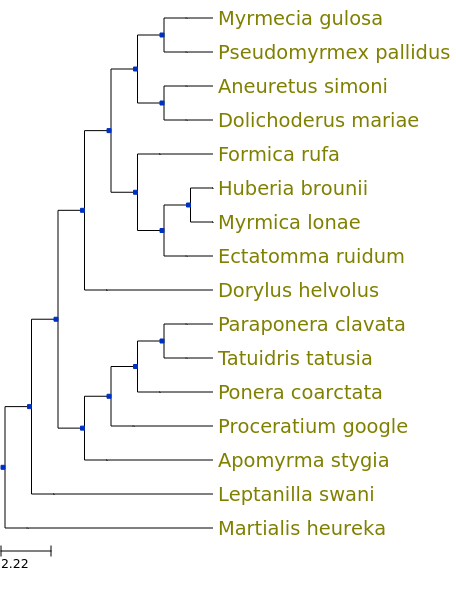 Myrmecia gulosa
Pseudomyrmex pallidus
Aneuretus simoni
Dolichoderus mariae
Formica rufa
Huberia brounii
Myrmica lonae
Ectatomma ruidum
Dorylus helvolus
Paraponera clavata
Tatuidris tatusia
Ponera coarctata
Proceratium google
Apomyrma stygia
Leptanilla swani
Martialis heureka
2.22